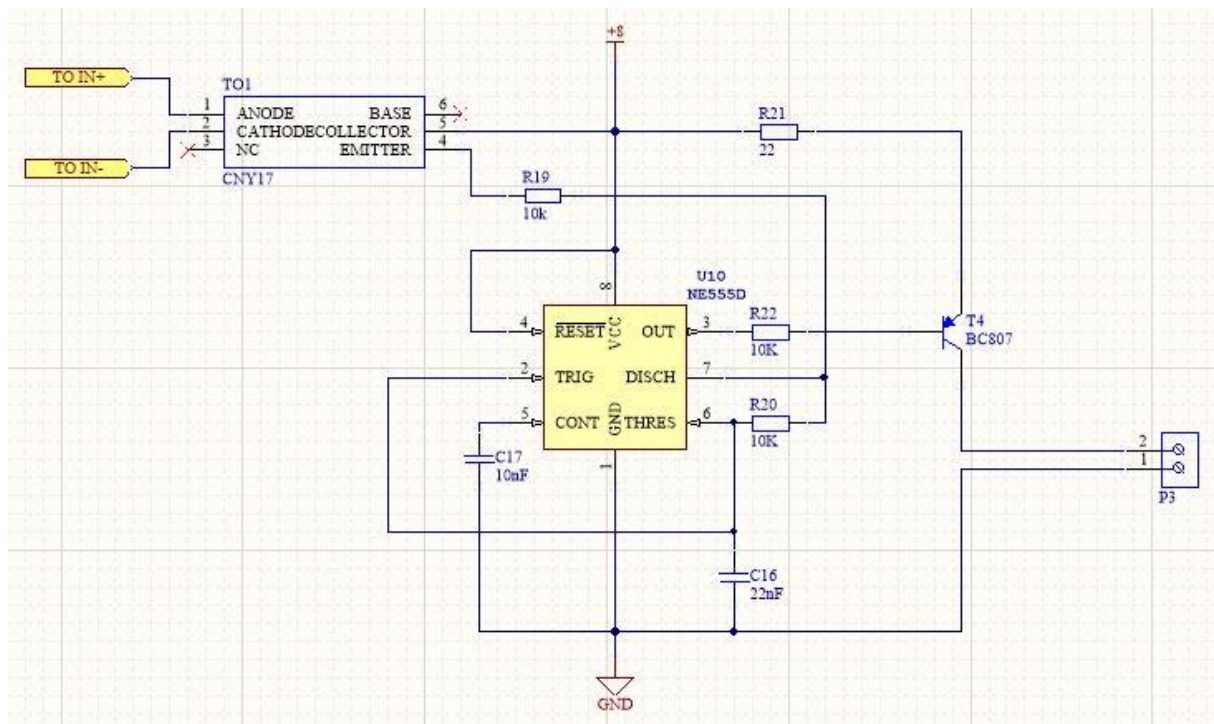 +8
TO IN+
TO1
1 ANODE BASE 6
2 CATHODE COLLECTOR 5
3 NC EMITTER 4
TO IN-
CNY17
R21
22
R19
10k
U10
NE555D
8
4 RESET VCC OUT 3
R22
10K
T4
BC807
2 TRIG DISCH 7
5 CONT GND THRES 6
R20
10K
C17
10nF
1
2
1
P3
C16
22nF
GND